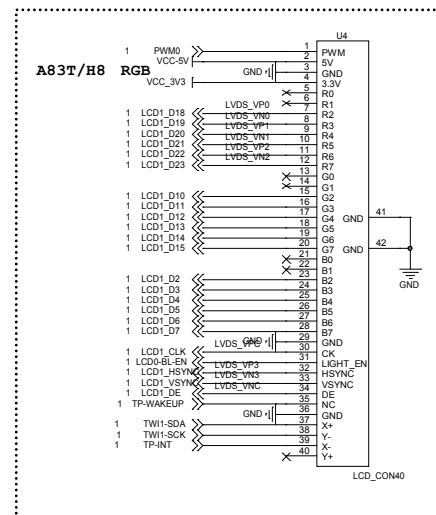 U4
1 PWM0 1 PWM
VCC-5V 2 5V
A83T/H8 RGB
GND 3 GND
VCC_3V3 4 3.3V
5 R0
6 R1
1 LCD1_D18 LVDS_VP0 7 R2
1 LCD1_D19 LVDS_VN0 8 R3
1 LCD1_D20 LVDS_VP1 9 R4
1 LCD1_D21 LVDS_VN1 10 R5
1 LCD1_D22 LVDS_VP2 11 R6
1 LCD1_D23 LVDS_VN2 12 R7
13 G0
14 G1
1 LCD1_D10 15 G2
1 LCD1_D11 16 G3
1 LCD1_D12 17 G4 GND 41
1 LCD1_D13 18 G5
1 LCD1_D14 19 G6
1 LCD1_D15 20 G7 GND 42
21 B0
22 B1
GND
1 LCD1_D2 23 B2
1 LCD1_D3 24 B3
1 LCD1_D4 25 B4
1 LCD1_D5 26 B5
1 LCD1_D6 27 B6
1 LCD1_D7 28 B7
GND 29 GND
1 LCD1_CLK LVDS_VPC 30 CK
1 LCD0-BL-EN 31 LIGHT_EN
1 LCD1_HSYNC LVDS_VP3 32 HSYNC
1 LCD1_VSYNC LVDS_VN3 33 VSYNC
1 LCD1_DE LVDS_VNC 34 DE
1 TP-WAKEUP 35 NC
GND 36 GND
1 TWI1-SDA 37 X+
1 TWI1-SCK 38 Y-
1 TP-INT 39 X-
40 Y+
LCD_CON40